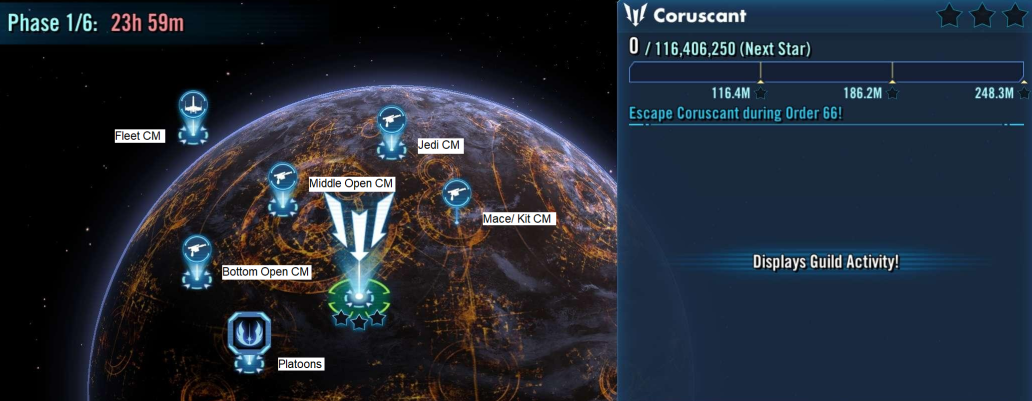 Phase 1/6: 23h 59m
Fleet CM
Jedi CM
Middle Open CM
Mace/ Kit CM
Bottom Open CM
Platoons
Coruscant
0 / 116,406,250 (Next Star)
116.4M
186.2M
248.3M
Escape Coruscant during Order 66!
Displays Guild Activity!